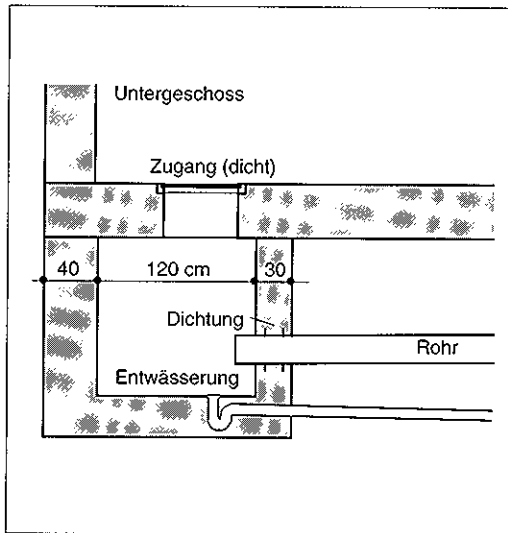 Untergeschoss
Zugang (dicht)
40 120 cm 30
Dichtung
Rohr
Entwässerung